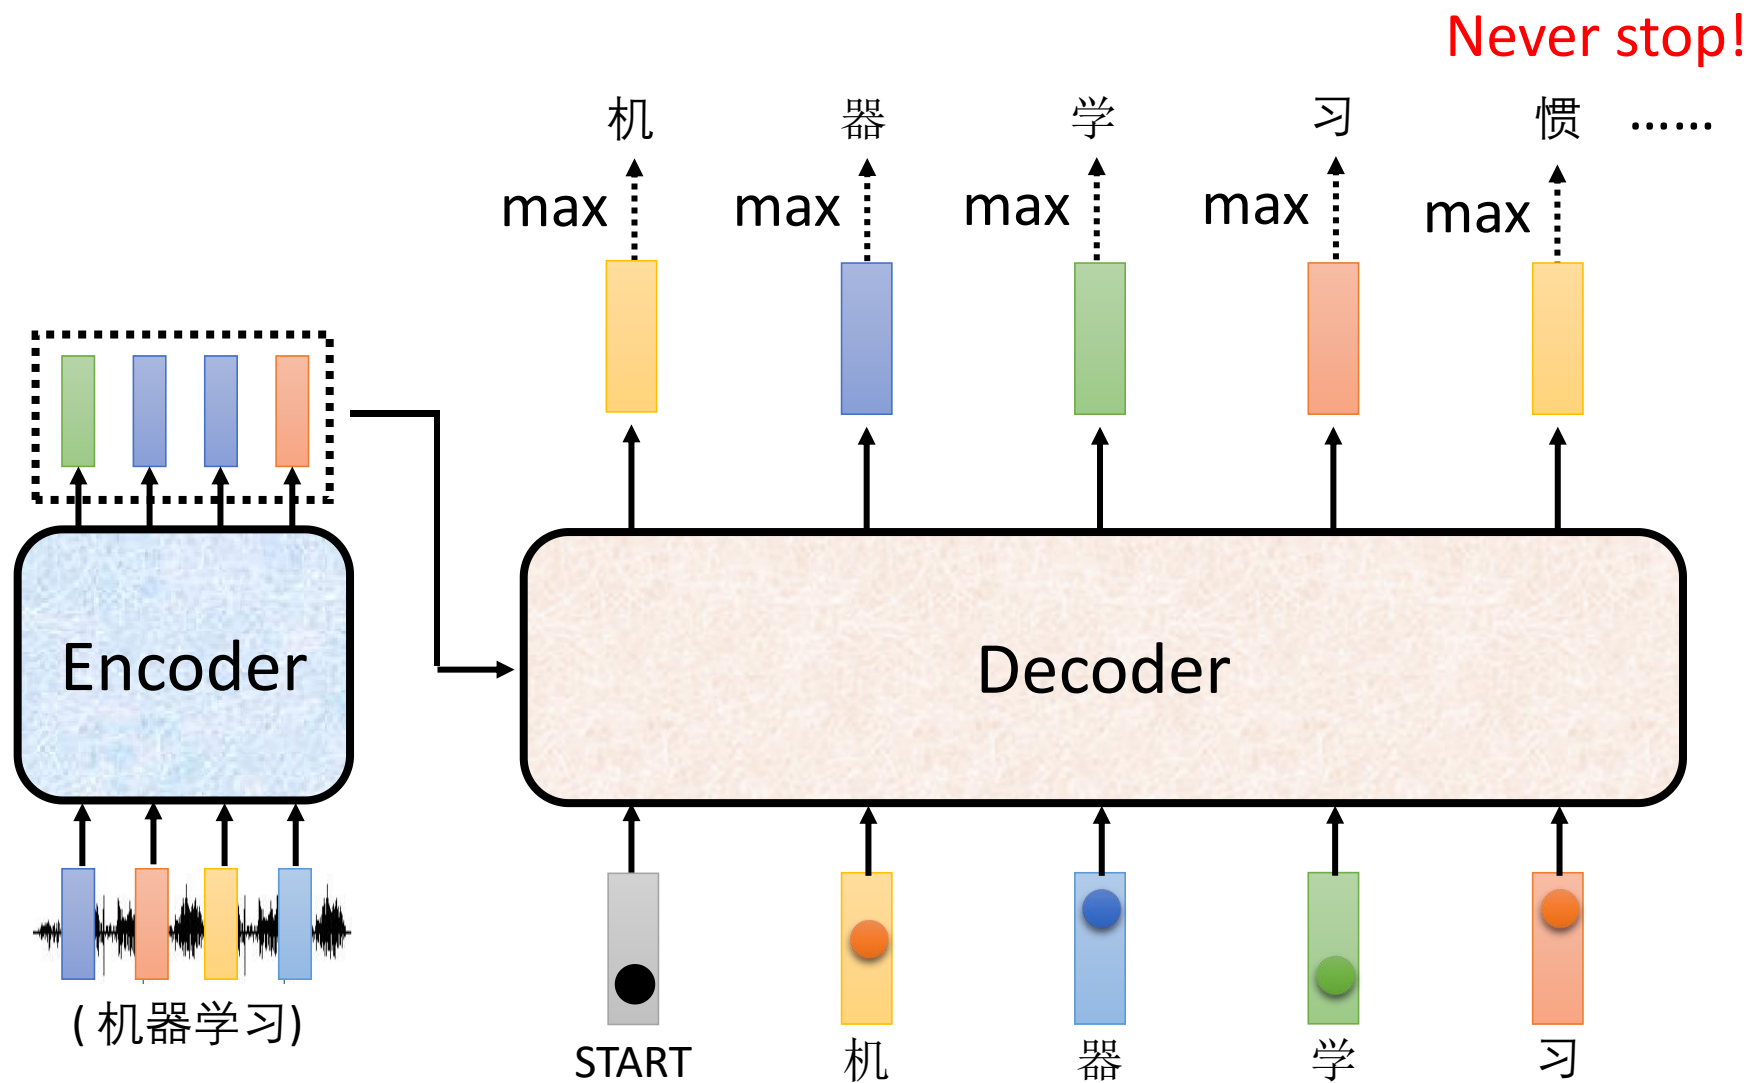 Never stop!
机 器 学 习 惯 ……
max max max max max
Encoder
Decoder
( 机器学习)
START 机 器 学 习